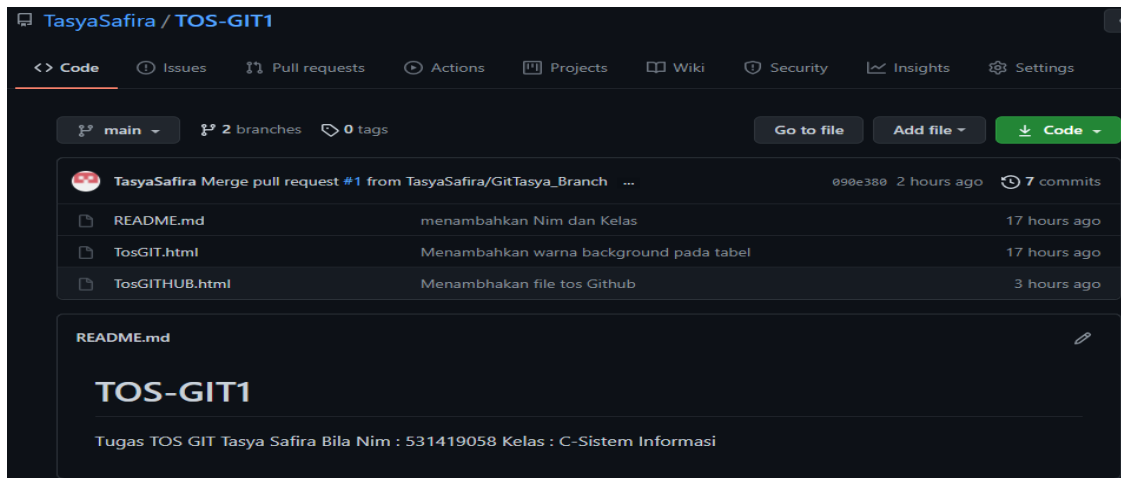 TasyaSafira / TOS-GIT1
<> Code Issues Pull requests Actions Projects Wiki Security Insights Settings
main 2 branches 0 tags Go to file Add file Code
TasyaSafira Merge pull request #1 from TasyaSafira/GitTasya_Branch ... 090e380 2 hours ago 7 commits
README.md menambahkan Nim dan Kelas 17 hours ago
TosGIT.html Menambahkan warna background pada tabel 17 hours ago
TosGITHUB.html Menambhakan file tos Github 3 hours ago
README.md
TOS-GIT1
Tugas TOS GIT Tasya Safira Bila Nim : 531419058 Kelas : C-Sistem Informasi